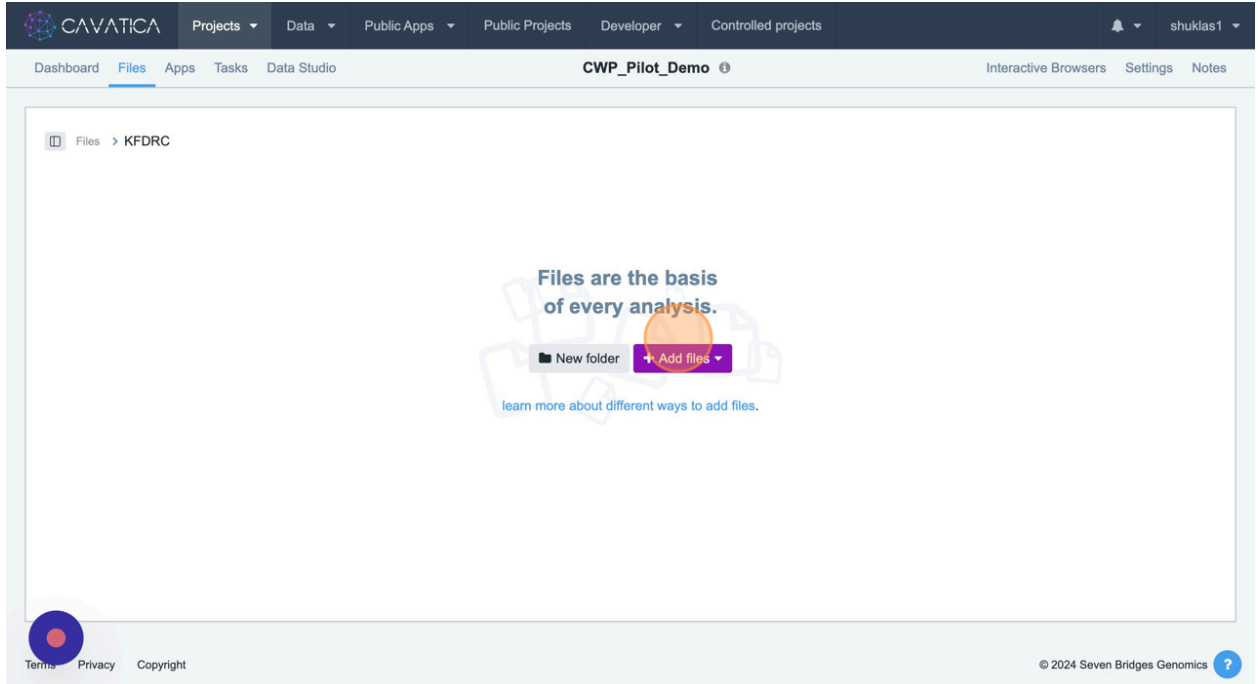 CAVATICA Projects Data Public Apps Public Projects Developer Controlled projects shuklas1
Dashboard Files Apps Tasks Data Studio CWP_Pilot_Demo Interactive Browsers Settings Notes
Files > KFDRC
Files are the basis
of every analysis.
New folder + Add files
learn more about different ways to add files.
Terms Privacy Copyright © 2024 Seven Bridges Genomics ?